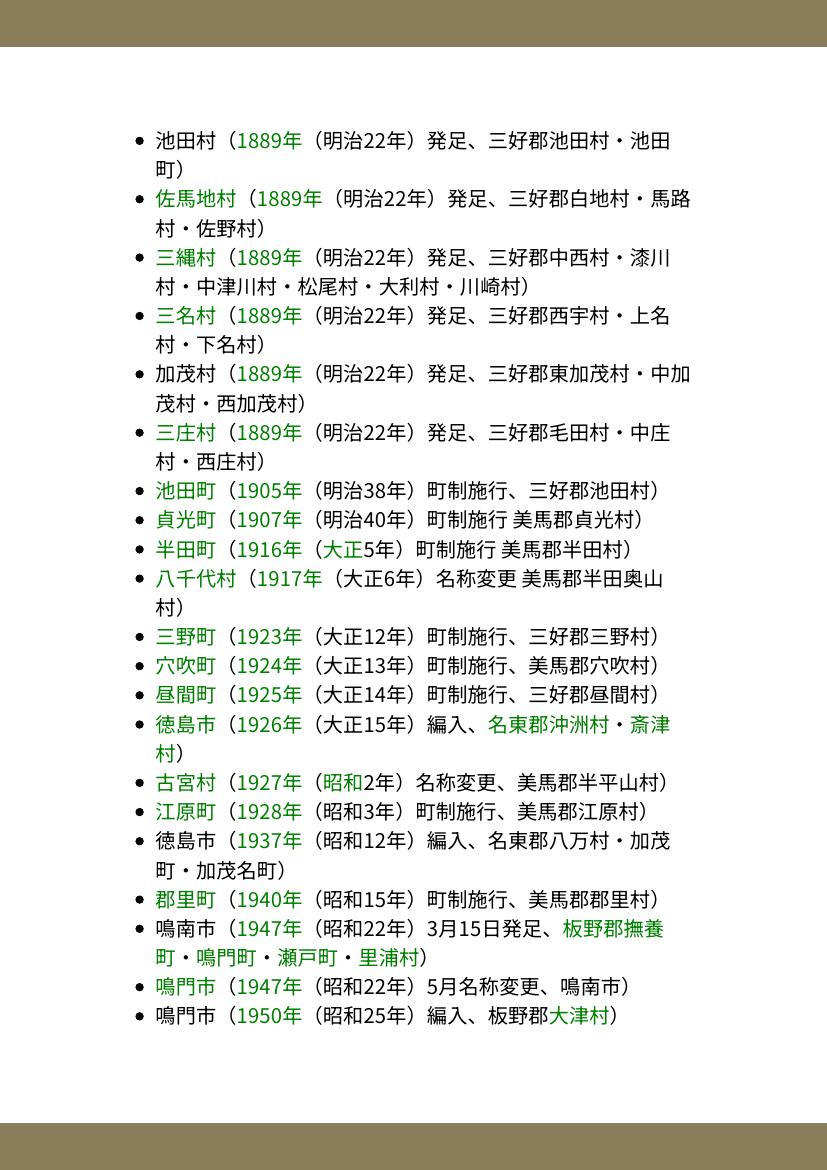 • 池田村（1889年（明治22年）発足、三好郡池田村・池田
町）
• 佐馬地村（1889年（明治22年）発足、三好郡白地村・馬路
村・佐野村）
• 三縄村（1889年（明治22年）発足、三好郡中西村・漆川
村・中津川村・松尾村・大利村・川崎村）
• 三名村（1889年（明治22年）発足、三好郡西宇村・上名
村・下名村）
• 加茂村（1889年（明治22年）発足、三好郡東加茂村・中加
茂村・西加茂村）
• 三庄村（1889年（明治22年）発足、三好郡毛田村・中庄
村・西庄村）
• 池田町（1905年（明治38年）町制施行、三好郡池田村）
• 貞光町（1907年（明治40年）町制施行 美馬郡貞光村）
• 半田町（1916年（大正5年）町制施行 美馬郡半田村）
• 八千代村（1917年（大正6年）名称変更 美馬郡半田奥山
村）
• 三野町（1923年（大正12年）町制施行、三好郡三野村）
• 穴吹町（1924年（大正13年）町制施行、美馬郡穴吹村）
• 昼間町（1925年（大正14年）町制施行、三好郡昼間村）
• 徳島市（1926年（大正15年）編入、名東郡沖洲村・斎津
村）
• 古宮村（1927年（昭和2年）名称変更、美馬郡半平山村）
• 江原町（1928年（昭和3年）町制施行、美馬郡江原村）
• 徳島市（1937年（昭和12年）編入、名東郡八万村・加茂
町・加茂名町）
• 郡里町（1940年（昭和15年）町制施行、美馬郡郡里村）
• 鳴南市（1947年（昭和22年）3月15日発足、板野郡撫養
町・鳴門町・瀬戸町・里浦村）
• 鳴門市（1947年（昭和22年）5月名称変更、鳴南市）
• 鳴門市（1950年（昭和25年）編入、板野郡大津村）